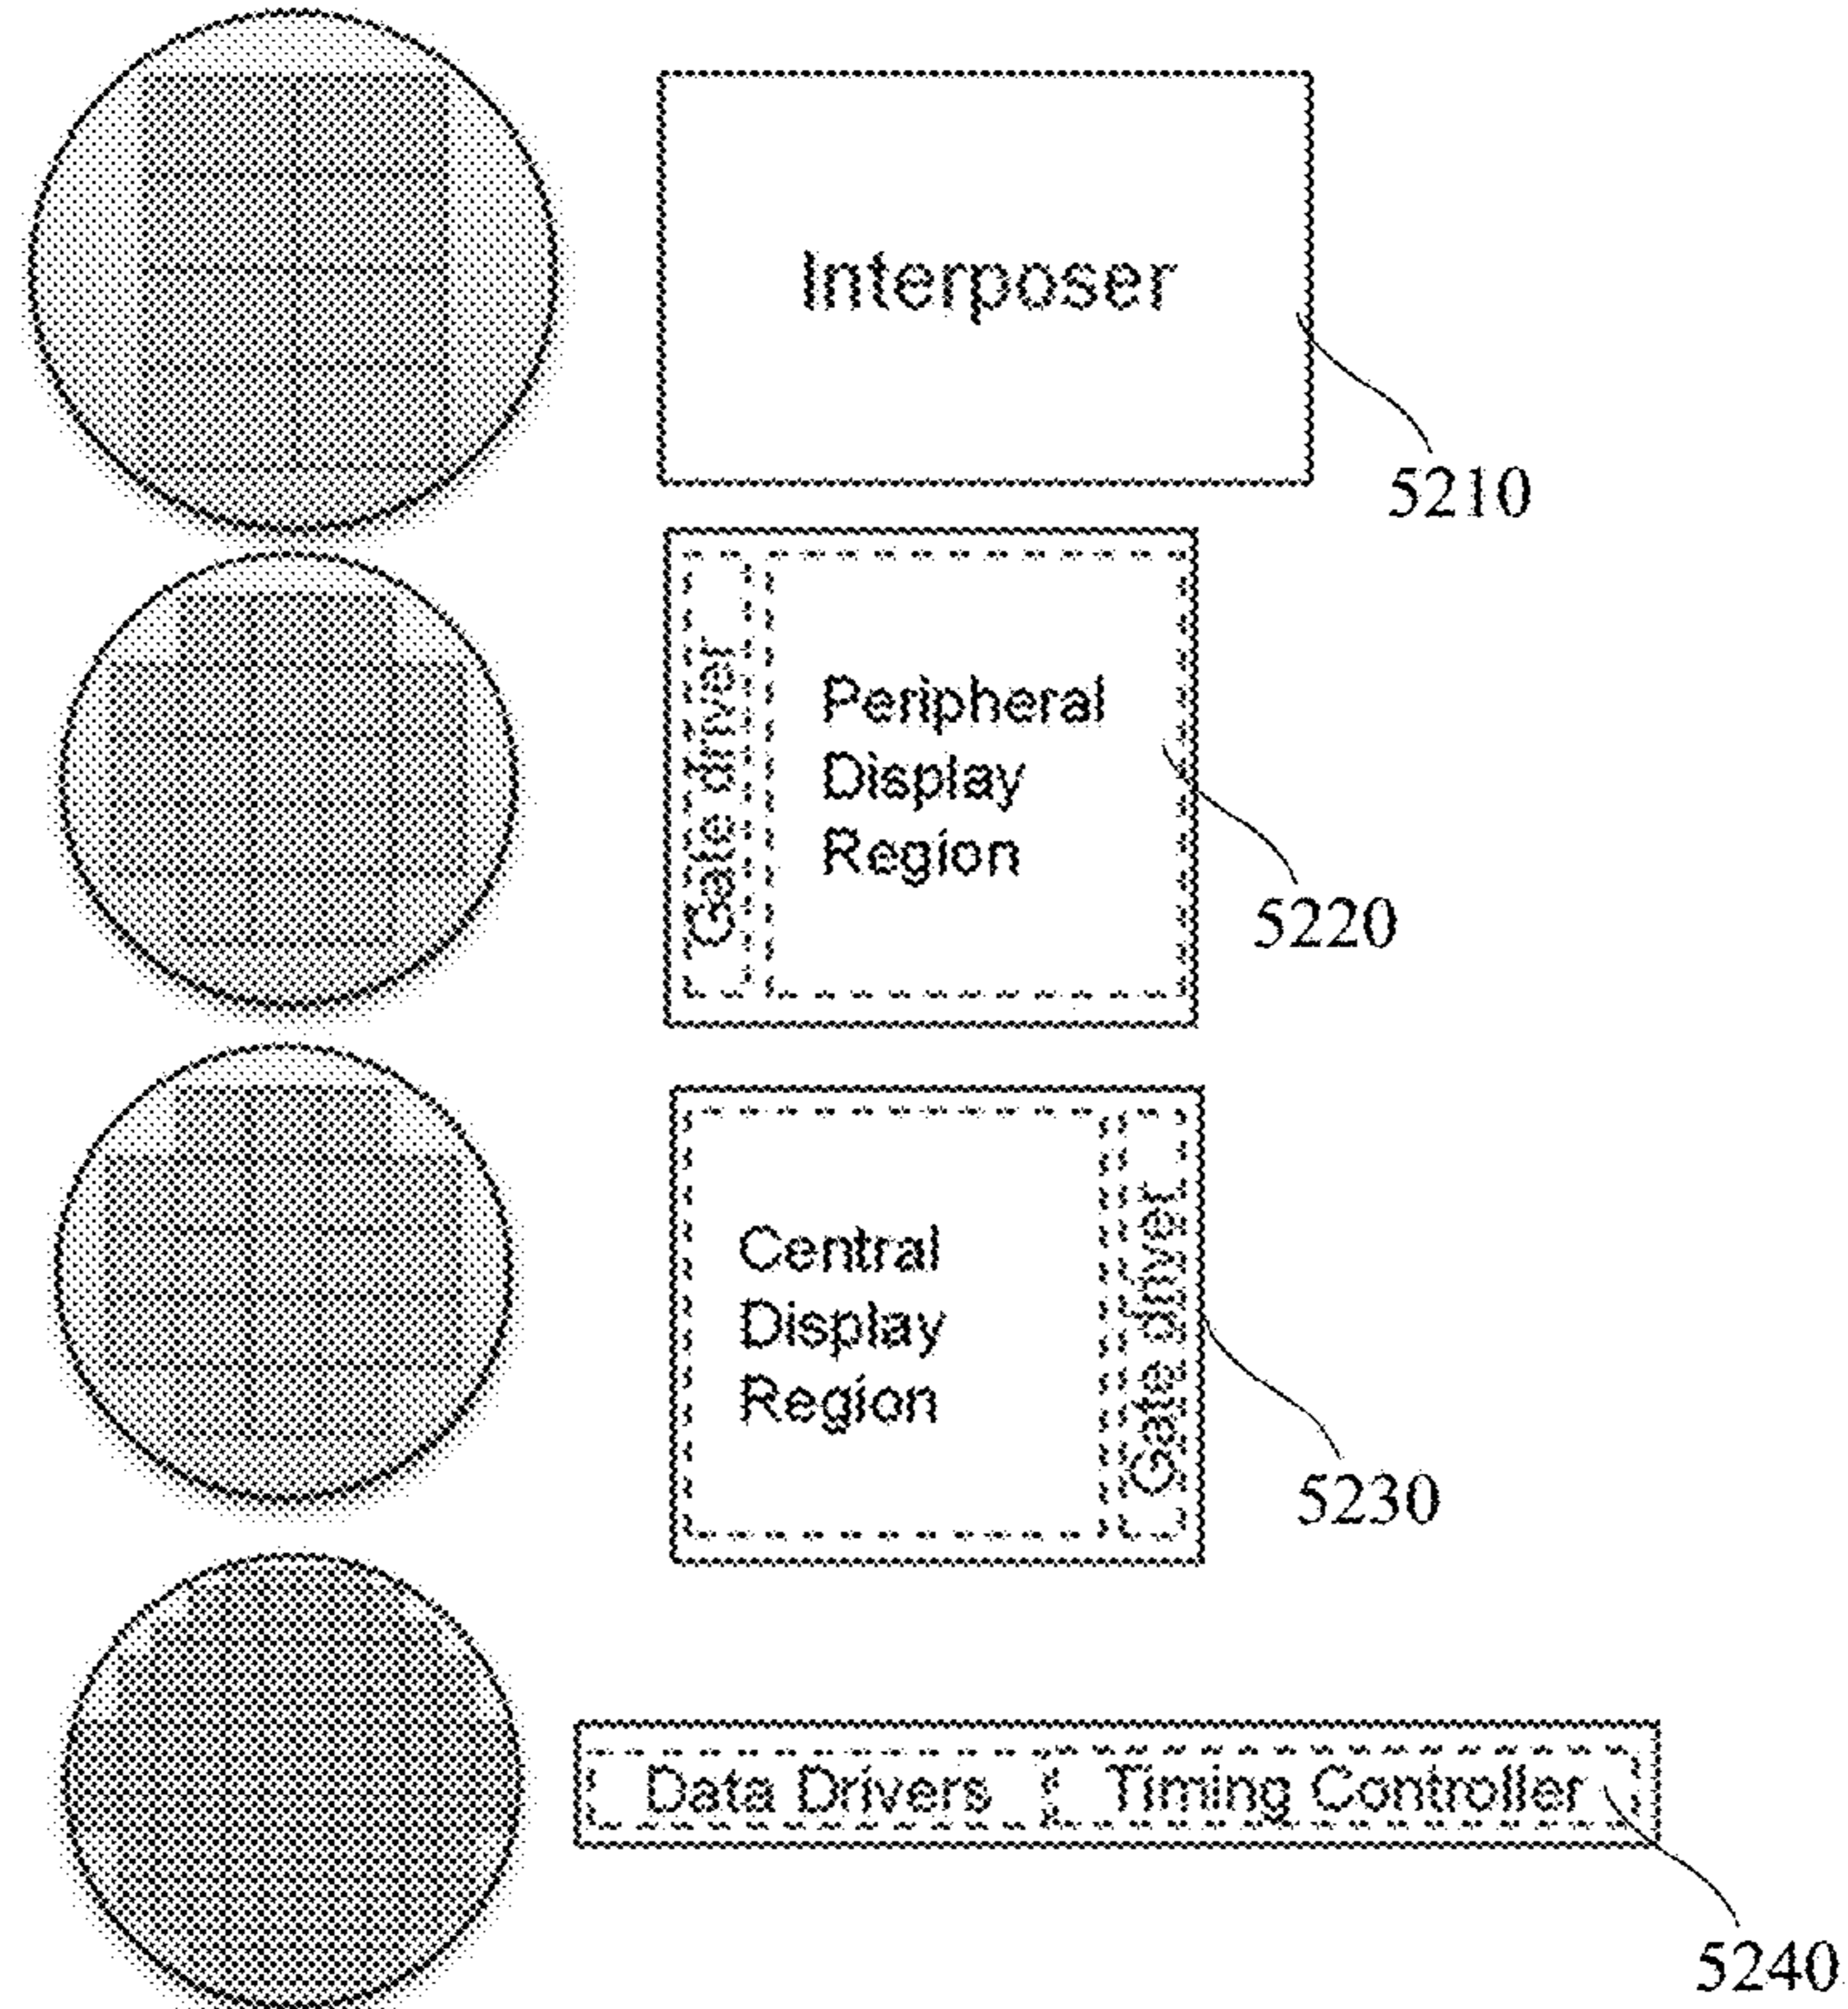 Interposer
5210
Gate driver
Peripheral
Display
Region
5220
Central
Display
Region
Gate driver
5230
Data Drivers
Timing Controller
5240